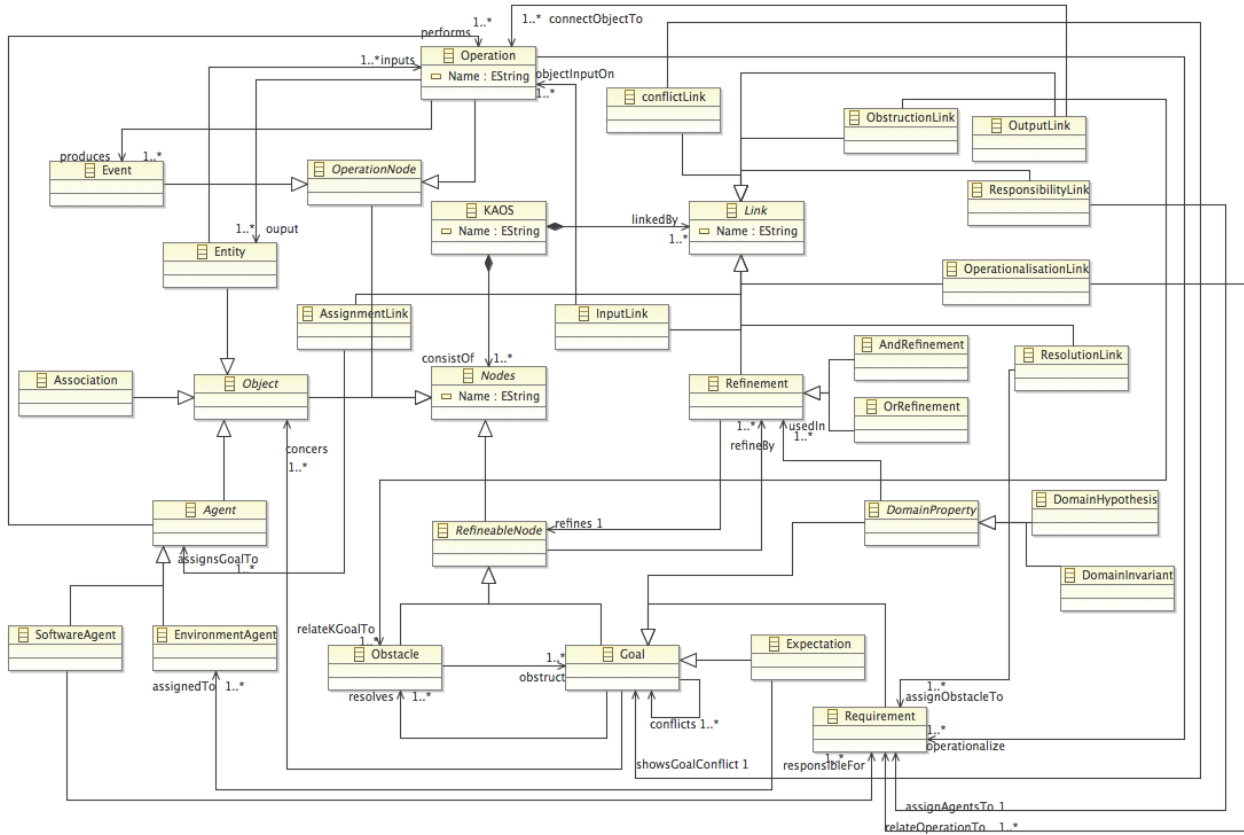 1..*
performs
1..*
connectObjectTo
Operation
Name : EString
1..*
inputs
objectInputOn
1..*
conflictLink
ObstructionLink
OutputLink
produces
1..*
Event
OperationNode
ResponsibilityLink
KAOS
Name : EString
linkedBy
1..*
Link
Name : EString
1..*
ouput
Entity
OperationalisationLink
AssignmentLink
InputLink
AndRefinement
ResolutionLink
consistOf
1..*
Association
Object
Nodes
Name : EString
Refinement
OrRefinement
1..*
usedIn
1..*
refineBy
concers
1..*
Agent
DomainProperty
DomainHypothesis
RefineableNode
refines 1
assignsGoalTo
1..*
DomainInvariant
relateKGoalTo
1..*
SoftwareAgent
EnvironmentAgent
Obstacle
Goal
Expectation
1..*
obstruct
assignedTo
1..*
resolves
1..*
conflicts 1..*
1..*
assignObstacleTo
Requirement
1..*
operationalize
showsGoalConflict 1
responsibleFor
1..*
assignAgentsTo 1
relateOperationTo
1..*